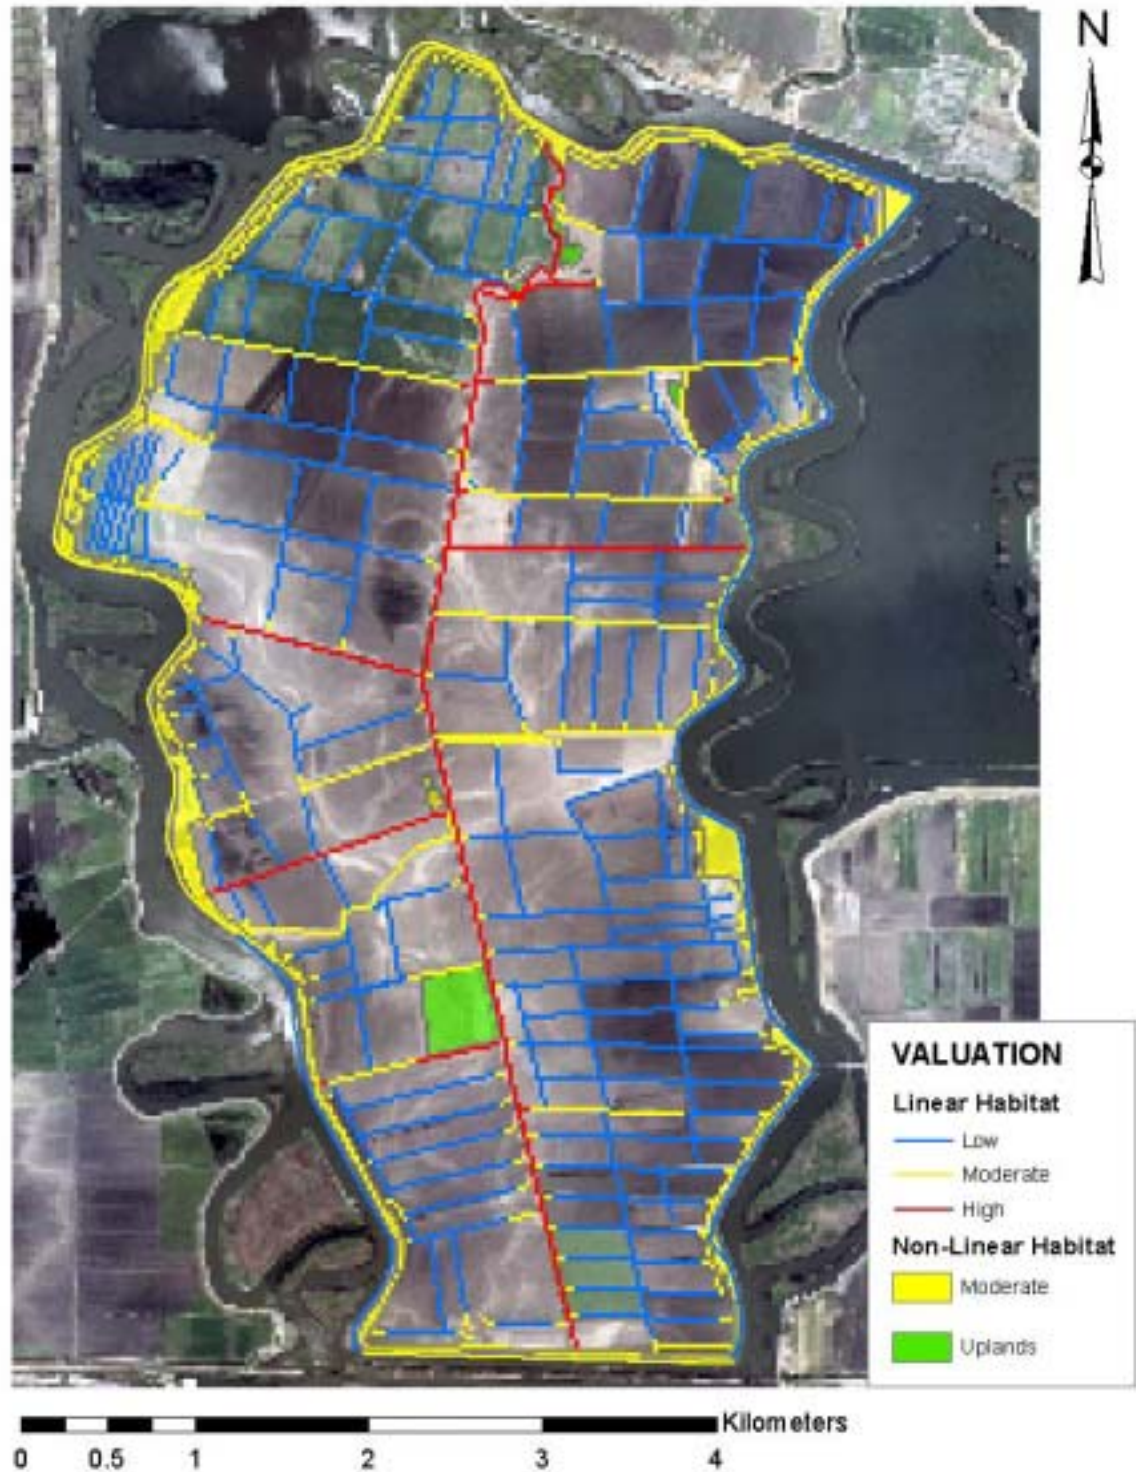 N
VALUATION
Linear Habitat
Low
Moderate
High
Non-Linear Habitat
Moderate
Uplands
Kilometers
0 0.5 1 2 3 4